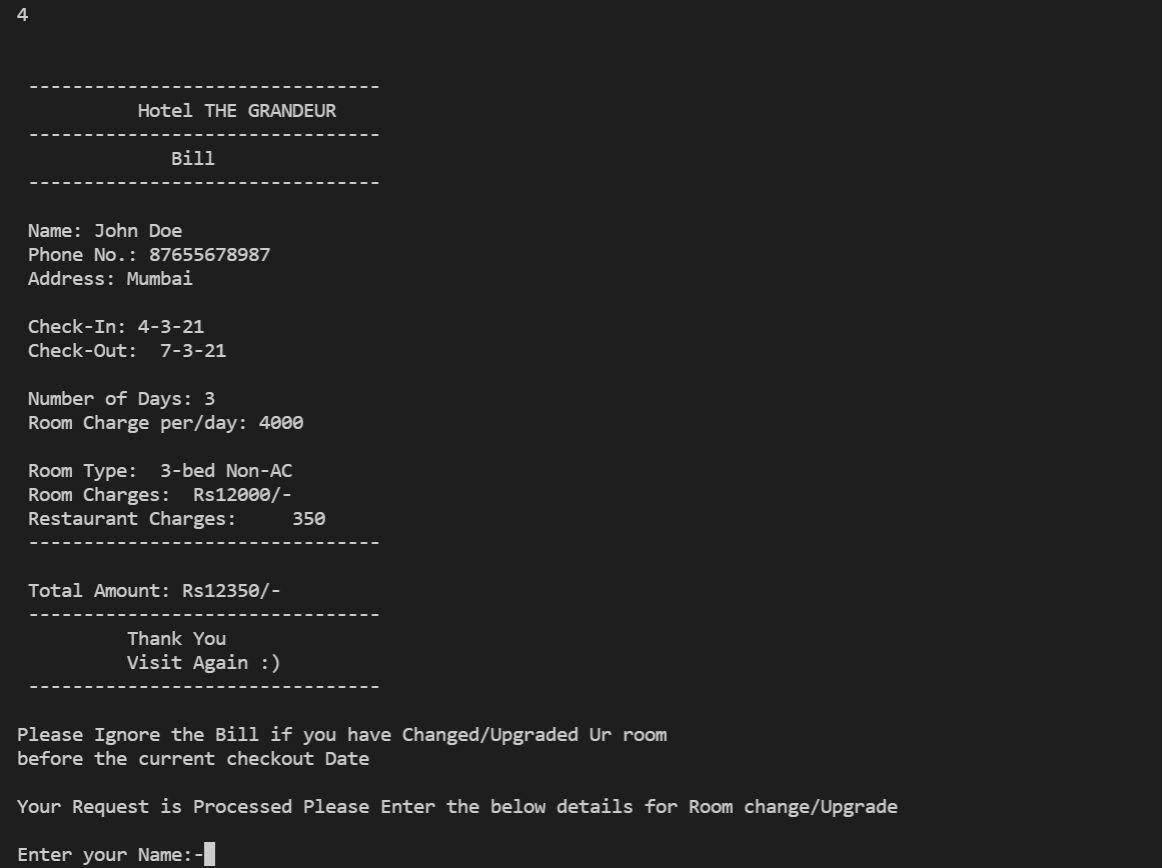 4
--------------------------------
Hotel THE GRANDEUR
--------------------------------
Bill
--------------------------------
Name: John Doe
Phone No.: 87655678987
Address: Mumbai
Check-In: 4-3-21
Check-Out:  7-3-21
Number of Days: 3
Room Charge per/day: 4000
Room Type:  3-bed Non-AC
Room Charges:  Rs12000/-
Restaurant Charges:     350
--------------------------------
Total Amount: Rs12350/-
--------------------------------
Thank You
Visit Again :)
--------------------------------
Please Ignore the Bill if you have Changed/Upgraded Ur room
before the current checkout Date
Your Request is Processed Please Enter the below details for Room change/Upgrade
Enter your Name:-